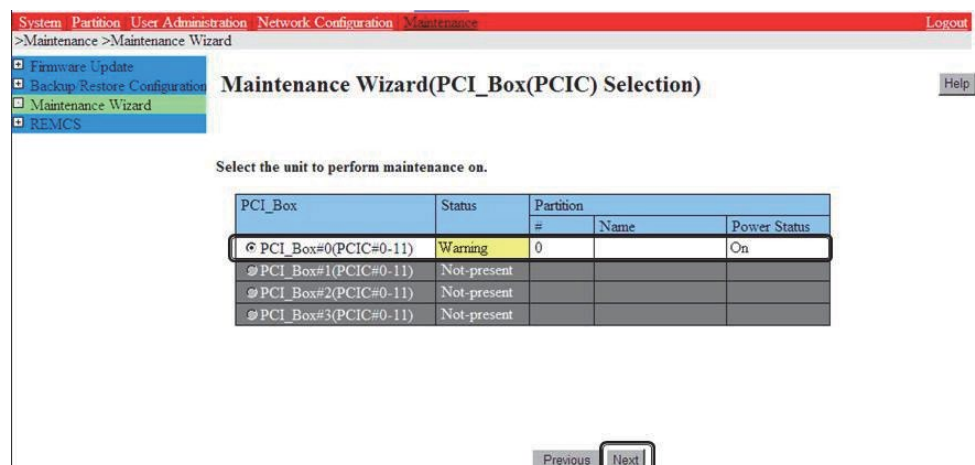 System Partition User Administration Network Configuration Maintenance Logout
>Maintenance >Maintenance Wizard
Firmware Update
Backup/Restore Configuration
Maintenance Wizard
REMCS
Maintenance Wizard(PCI_Box(PCIC) Selection)
Help
Select the unit to perform maintenance on.
PCI_Box Status Partition
# Name Power Status
PCI_Box#0(PCIC#0-11) Warning 0 On
PCI_Box#1(PCIC#0-11) Not-present
PCI_Box#2(PCIC#0-11) Not-present
PCI_Box#3(PCIC#0-11) Not-present
Previous Next